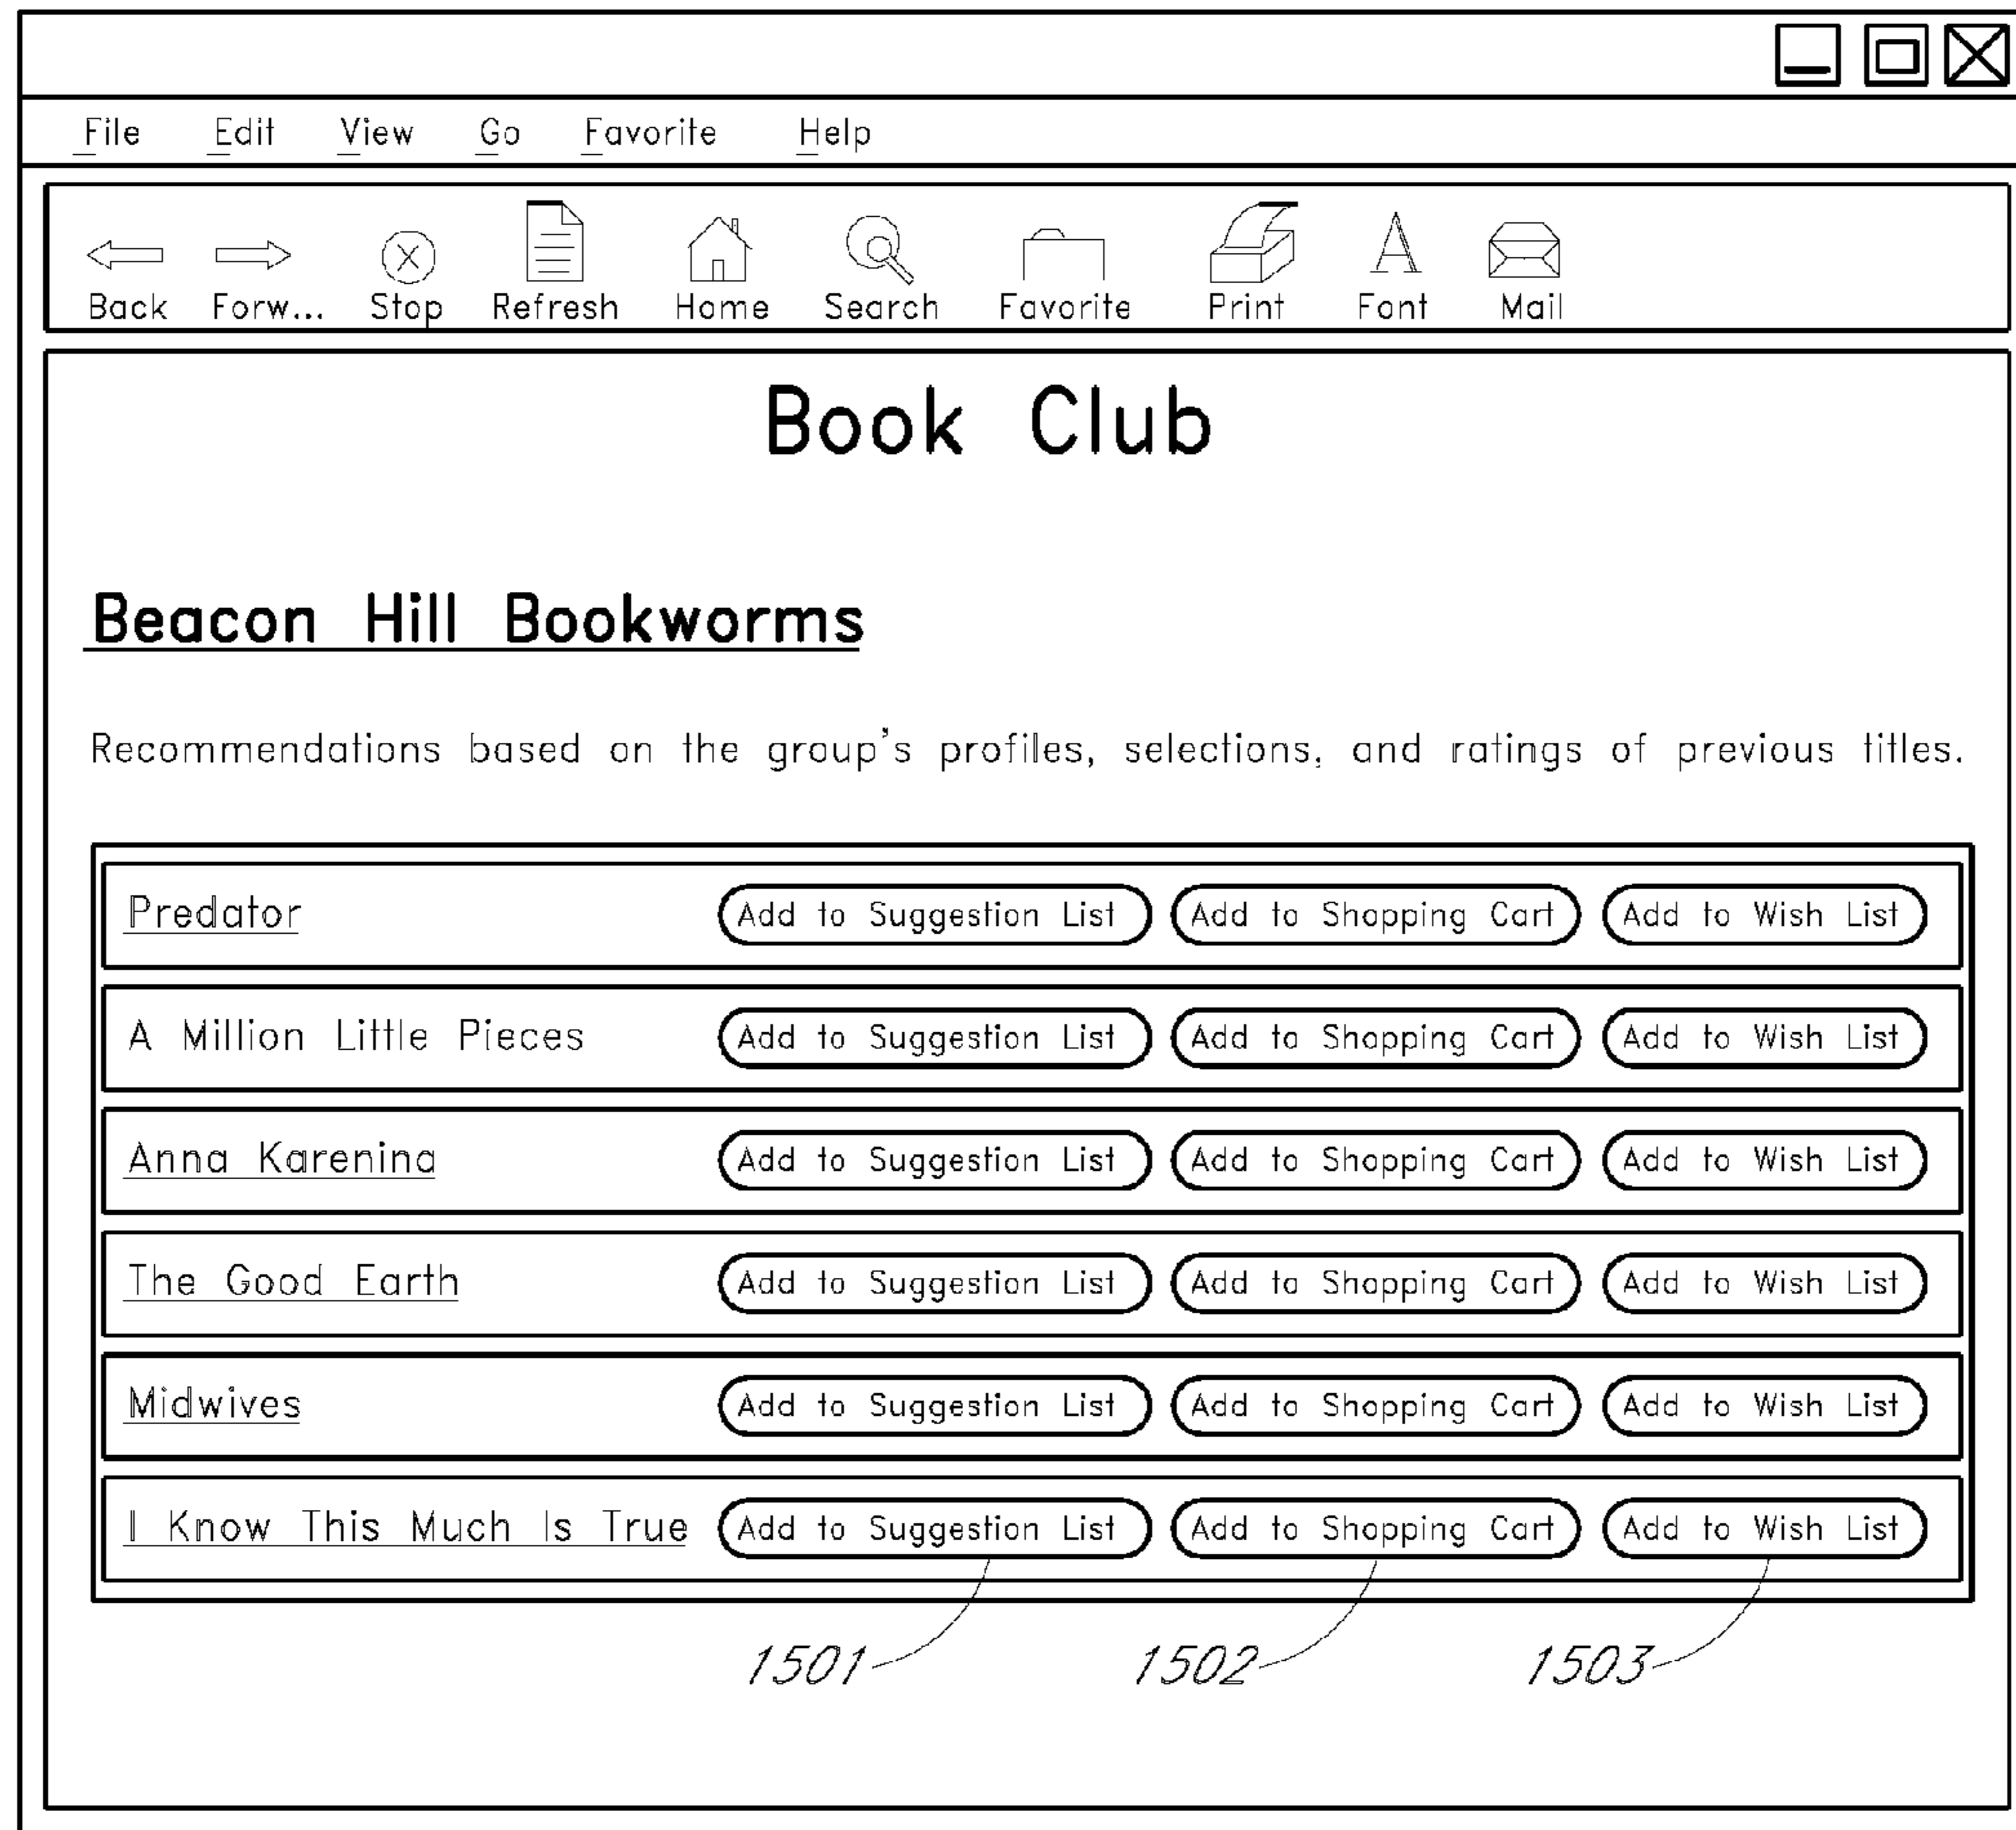 File Edit View Go Favorite Help
Back Forw... Stop Refresh Home Search Favorite Print Font Mail
Book Club
Beacon Hill Bookworms
Recommendations based on the group's profiles, selections, and ratings of previous titles.
Predator Add to Suggestion List Add to Shopping Cart Add to Wish List
A Million Little Pieces Add to Suggestion List Add to Shopping Cart Add to Wish List
Anna Karenina Add to Suggestion List Add to Shopping Cart Add to Wish List
The Good Earth Add to Suggestion List Add to Shopping Cart Add to Wish List
Midwives Add to Suggestion List Add to Shopping Cart Add to Wish List
I Know This Much Is True Add to Suggestion List Add to Shopping Cart Add to Wish List
1501 1502 1503